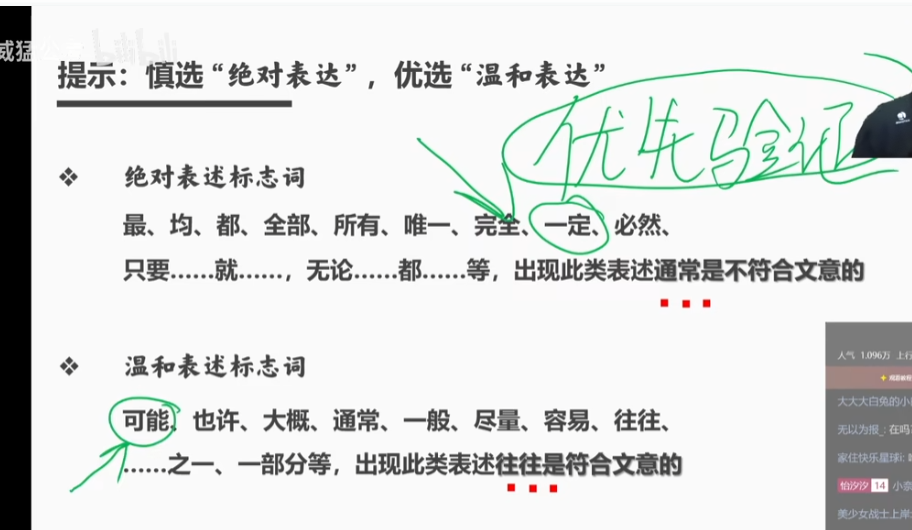 威猛公
bilibili
提示：慎选“绝对表达”，优选“温和表达”
优先验证
❖ 绝对表述标志词
最、均、都、全部、所有、唯一、完全、一定、必然、
只要……就……，无论……都……等，出现此类表述通常是不符合文意的
❖ 温和表述标志词
可能、也许、大概、通常、一般、尽量、容易、往往、
……之一、一部分等，出现此类表述往往是符合文意的
人气 1.096万 上行
大大大白兔的小
无以为报_: 在吗
家住快乐星球i:
怡汐汐 14 小奈
美少女战士上岸